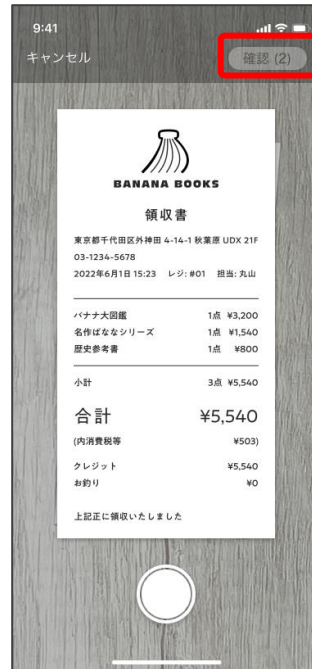 9:41
キャンセル
確認 (2)
BANANA BOOKS
領収書
東京都千代田区外神田 4-14-1 秋葉原 UDX 21F
03-1234-5678
2022年6月1日 15:23 レジ: #01 担当: 丸山
バナナ大図鑑 1点 ¥3,200
名作ばななシリーズ 1点 ¥1,540
歴史参考書 1点 ¥800
小計 3点 ¥5,540
合計 ¥5,540
(内消費税等 ¥503)
クレジット ¥5,540
お釣り ¥0
上記正に領収いたしました